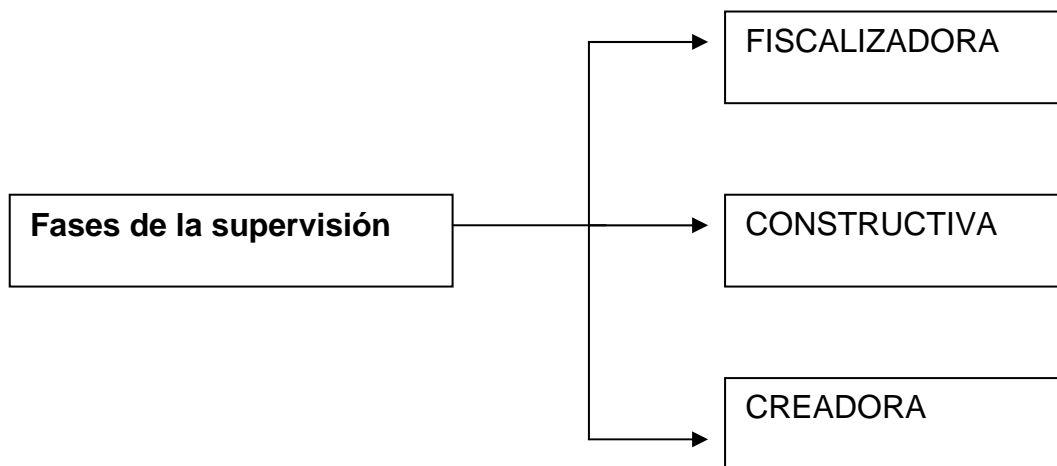 FISCALIZADORA
Fases de la supervisión
CONSTRUCTIVA
CREADORA